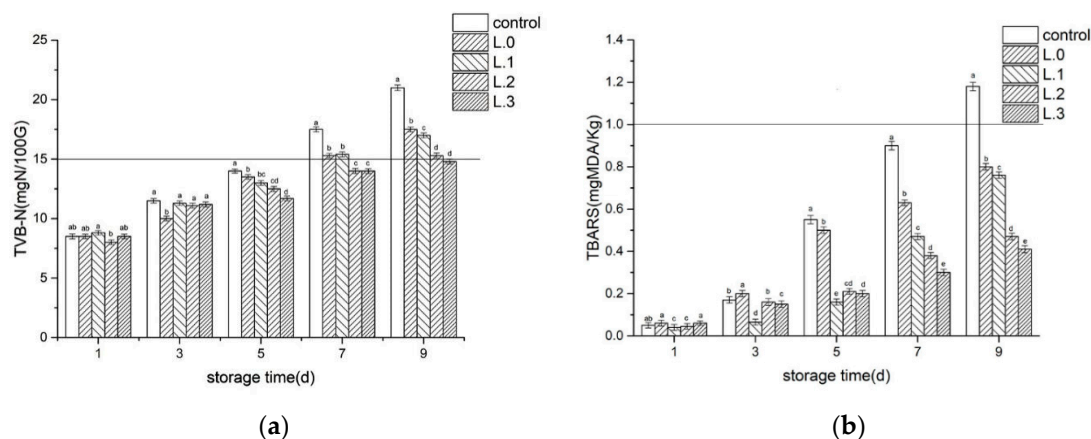 control
L.0
L.1
L.2
L.3
TVB-N(mgN/100G)
25
20
15
10
5
0
ab ab a b ab
a b a a a
a b bc cd d
a b b c c
a b c d d
1 3 5 7 9
storage time(d)
(a)
control
L.0
L.1
L.2
L.3
TBARS(mgMDA/Kg)
1.4
1.2
1.0
0.8
0.6
0.4
0.2
0.0
ab a c c a
b a d b c
a b e cd d
a b c d e
a b c d e
1 3 5 7 9
storage time(d)
(b)